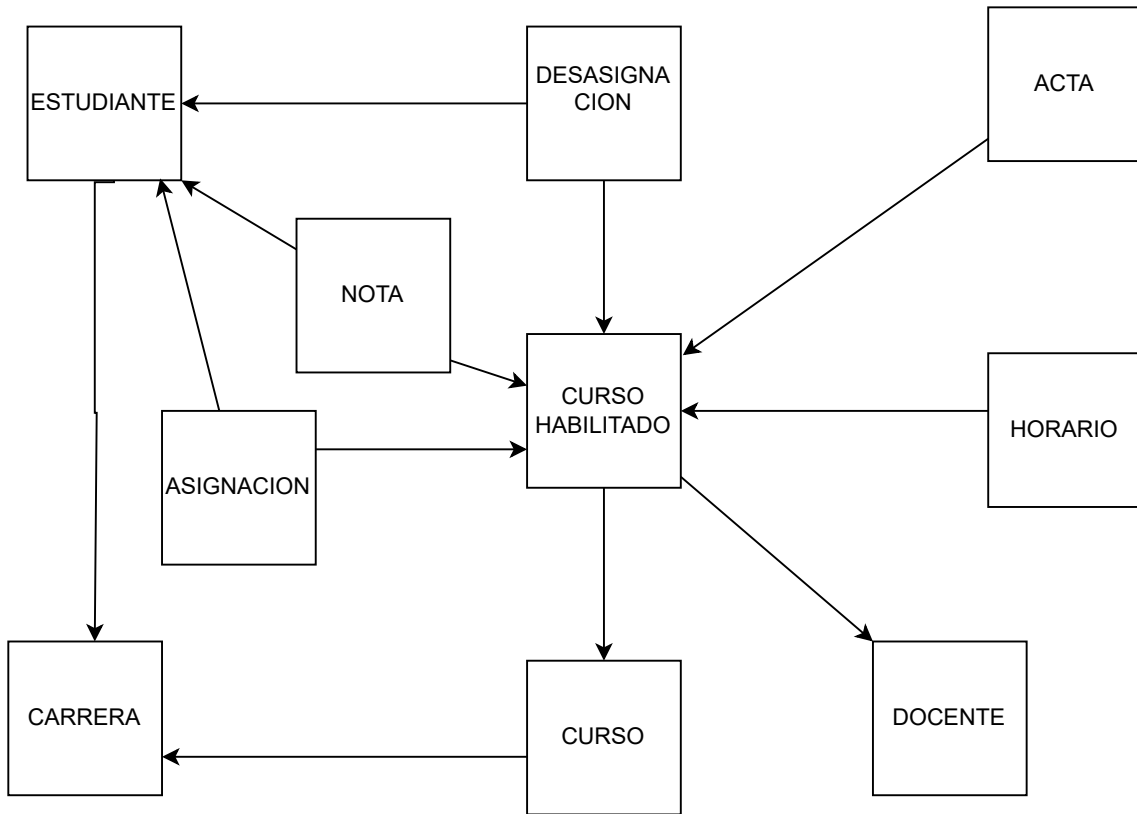 ESTUDIANTE
DESASIGNA
CION
ACTA
NOTA
CURSO
HABILITADO
HORARIO
ASIGNACION
CARRERA
CURSO
DOCENTE